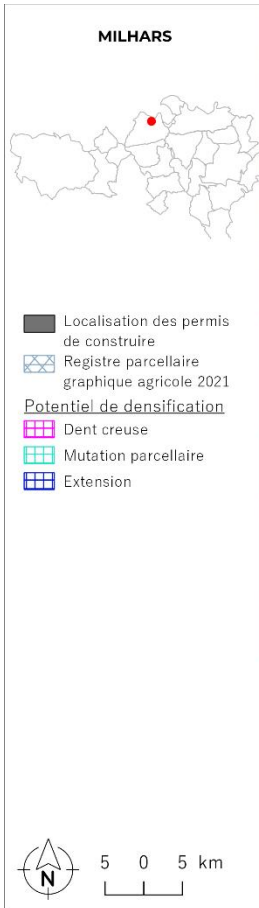 MILHARS
Localisation des permis
de construire
Registre parcellaire
graphique agricole 2021
Potentiel de densification
Dent creuse
Mutation parcellaire
Extension
N
5 0 5 km